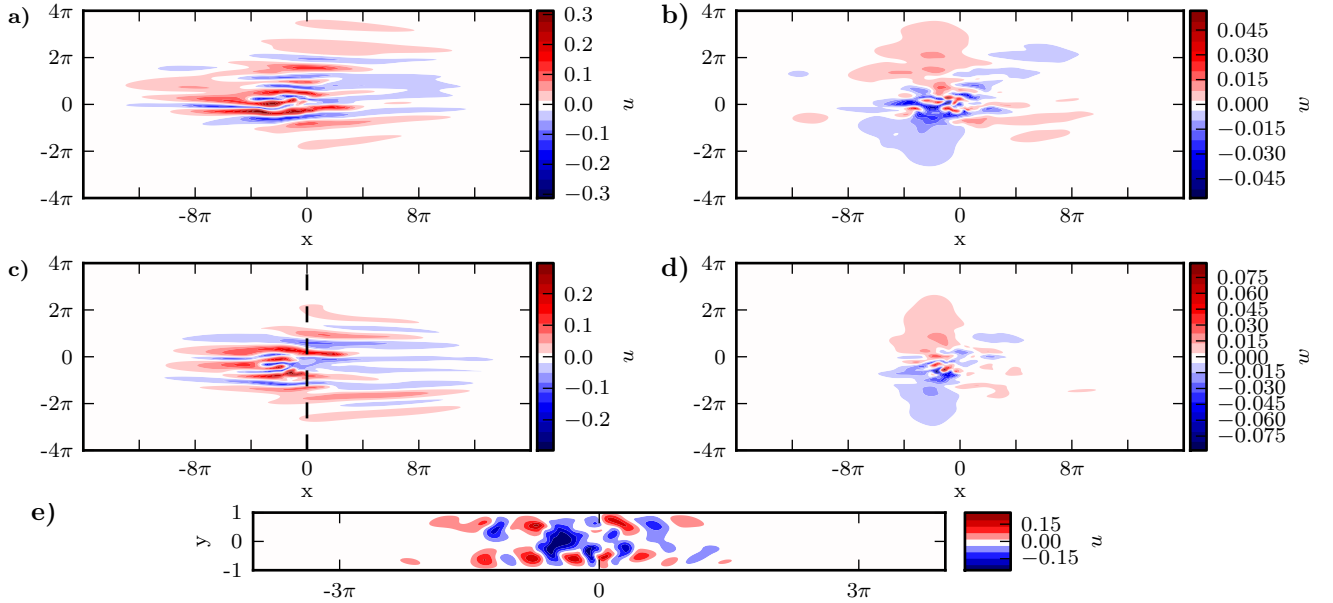 a)
4π
2π
0
-2π
-4π
-8π 0 8π
x
0.3
0.2
0.1
0.0
−0.1
−0.2
−0.3
u
b)
4π
2π
0
-2π
-4π
-8π 0 8π
x
0.045
0.030
0.015
0.000
−0.015
−0.030
−0.045
w
c)
4π
2π
0
-2π
-4π
-8π 0 8π
x
0.2
0.1
0.0
−0.1
−0.2
u
d)
4π
2π
0
-2π
-4π
-8π 0 8π
x
0.075
0.060
0.045
0.030
0.015
0.000
−0.015
−0.030
−0.045
−0.060
−0.075
w
e)
y
1
0
-1
-3π 0 3π
0.15
0.00
−0.15
u